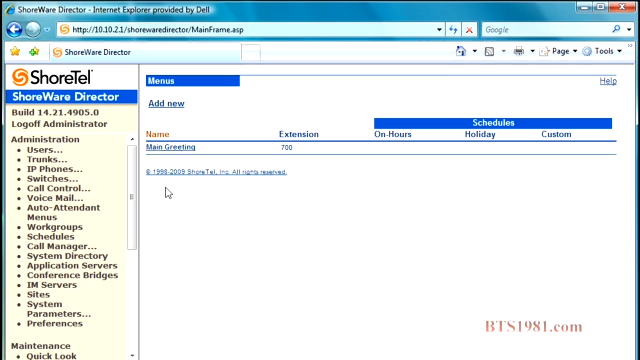 ShoreWare Director - Internet Explorer provided by Dell
http://10.10.2.1/shorewaredirector/MainFrame.asp
Google
ShoreWare Director
Page
Tools
ShoreTel
ShoreWare Director
Build 14.21.4905.0
Logoff Administrator
Administration
Users...
Trunks...
IP Phones...
Switches...
Call Control...
Voice Mail...
Auto-Attendant
Menus
Workgroups
Schedules
Call Manager...
System Directory
Application Servers
Conference Bridges
IM Servers
Sites
System
Parameters...
Preferences
Maintenance
Quick Look
Menus
Help
Add new
Schedules
Name Extension On-Hours Holiday Custom
Main Greeting 700
© 1998-2009 ShoreTel, Inc. All rights reserved.
BTS1981.com